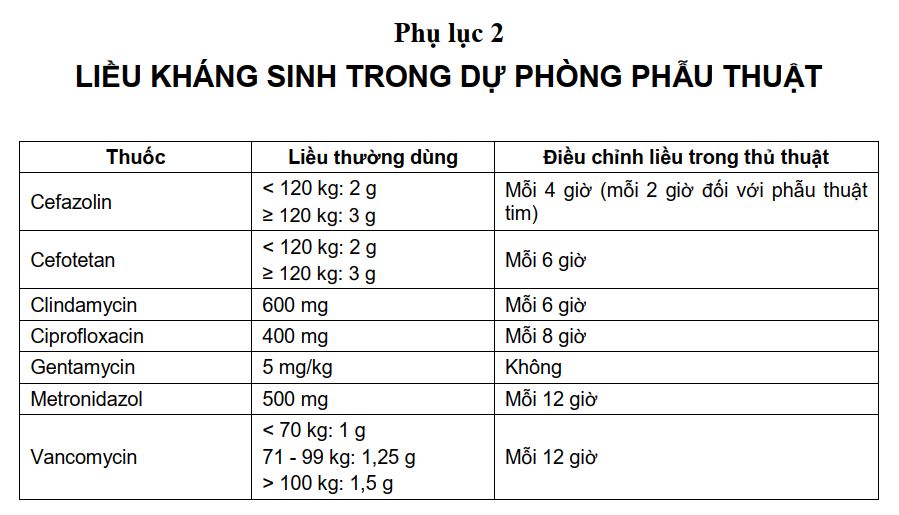 Phụ lục 2
LIỀU KHÁNG SINH TRONG DỰ PHÒNG PHẪU THUẬT
Thuốc Liều thường dùng Điều chỉnh liều trong thủ thuật
Cefazolin
< 120 kg: 2 g
≥ 120 kg: 3 g
Mỗi 4 giờ (mỗi 2 giờ đối với phẫu thuật
tim)
Cefotetan
< 120 kg: 2 g
≥ 120 kg: 3 g
Mỗi 6 giờ
Clindamycin 600 mg Mỗi 6 giờ
Ciprofloxacin 400 mg Mỗi 8 giờ
Gentamycin 5 mg/kg Không
Metronidazol 500 mg Mỗi 12 giờ
Vancomycin
< 70 kg: 1 g
71 - 99 kg: 1,25 g
> 100 kg: 1,5 g
Mỗi 12 giờ